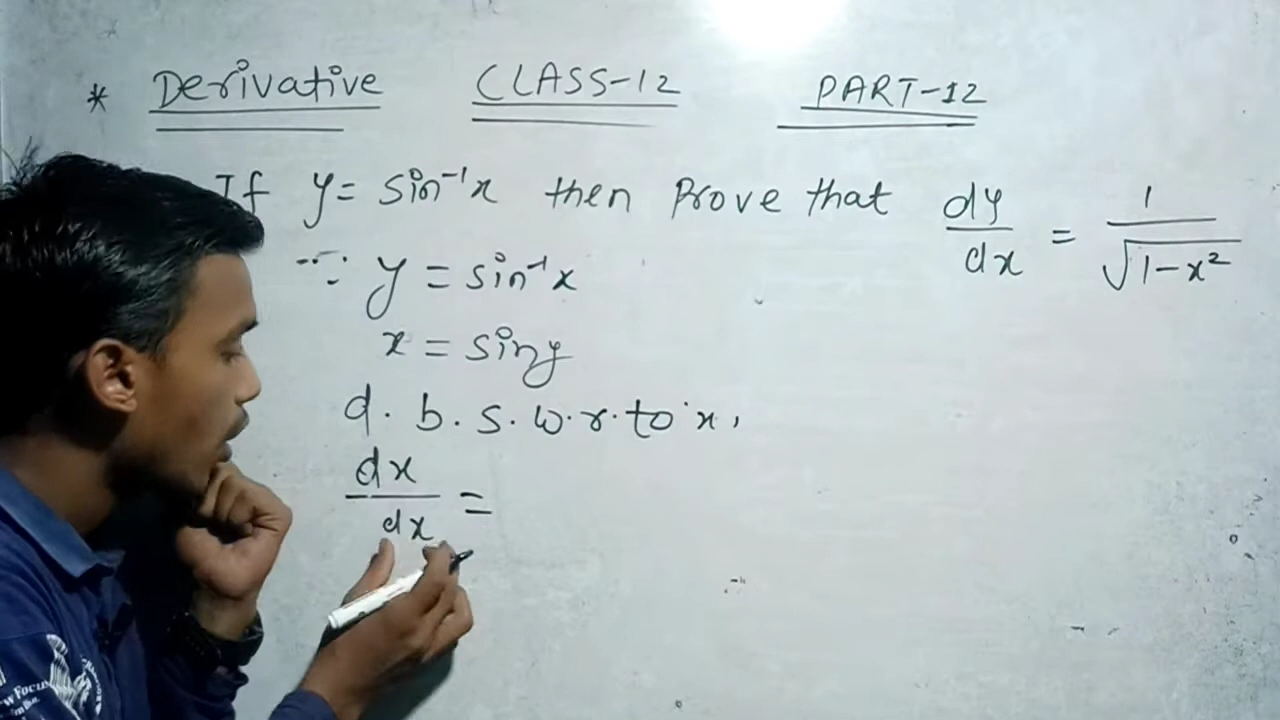 * Derivative CLASS-12 PART-12
If y = sin⁻¹x then Prove that dy/dx = 1/√1-x²
∵ y = sin⁻¹x
x = siny
d. b. s. w. r. to x,
dx/dx =